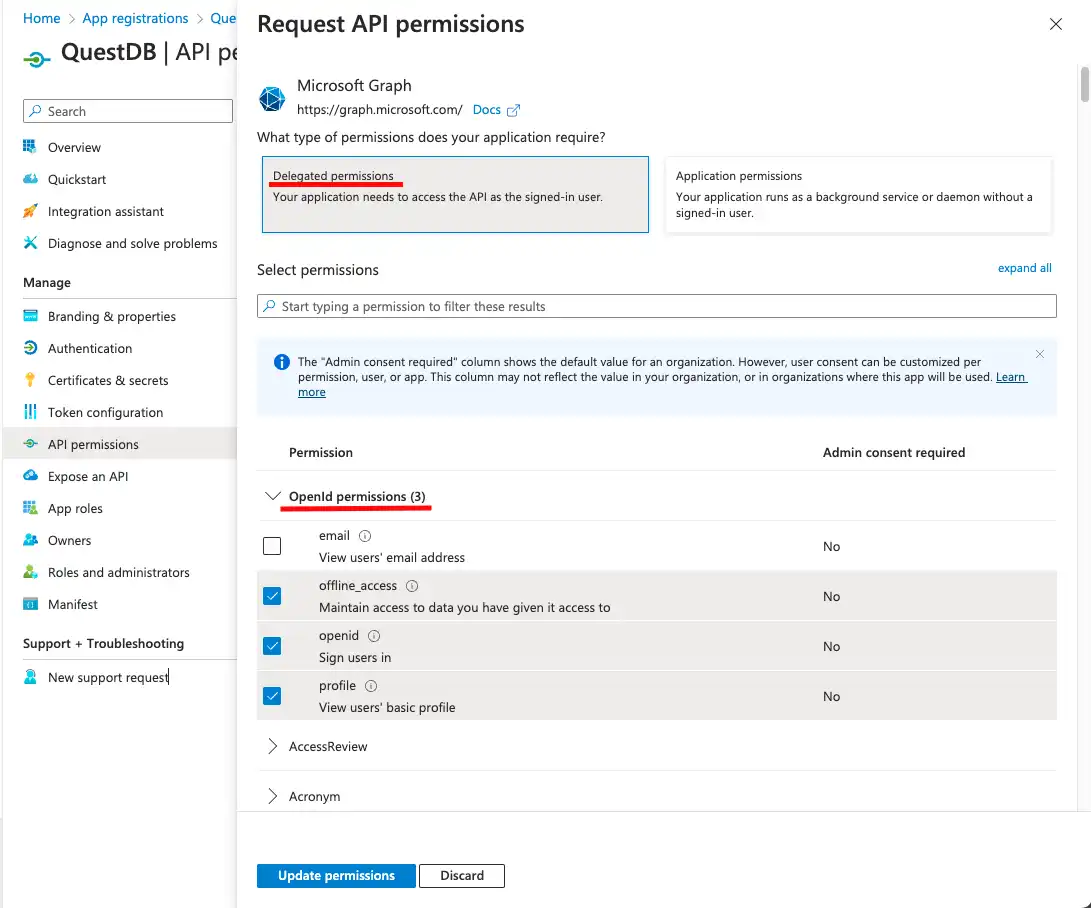 Home > App registrations > Que
QuestDB | API pe
Search
Overview
Quickstart
Integration assistant
Diagnose and solve problems
Manage
Branding & properties
Authentication
Certificates & secrets
Token configuration
API permissions
Expose an API
App roles
Owners
Roles and administrators
Manifest
Support + Troubleshooting
New support request
Request API permissions
Microsoft Graph
https://graph.microsoft.com/ Docs
What type of permissions does your application require?
Delegated permissions
Your application needs to access the API as the signed-in user.
Application permissions
Your application runs as a background service or daemon without a
signed-in user.
Select permissions
expand all
Start typing a permission to filter these results
The "Admin consent required" column shows the default value for an organization. However, user consent can be customized per
permission, user, or app. This column may not reflect the value in your organization, or in organizations where this app will be used. Learn
more
Permission Admin consent required
OpenId permissions (3)
email
View users' email address
No
offline_access
Maintain access to data you have given it access to
No
openid
Sign users in
No
profile
View users' basic profile
No
AccessReview
Acronym
Update permissions Discard